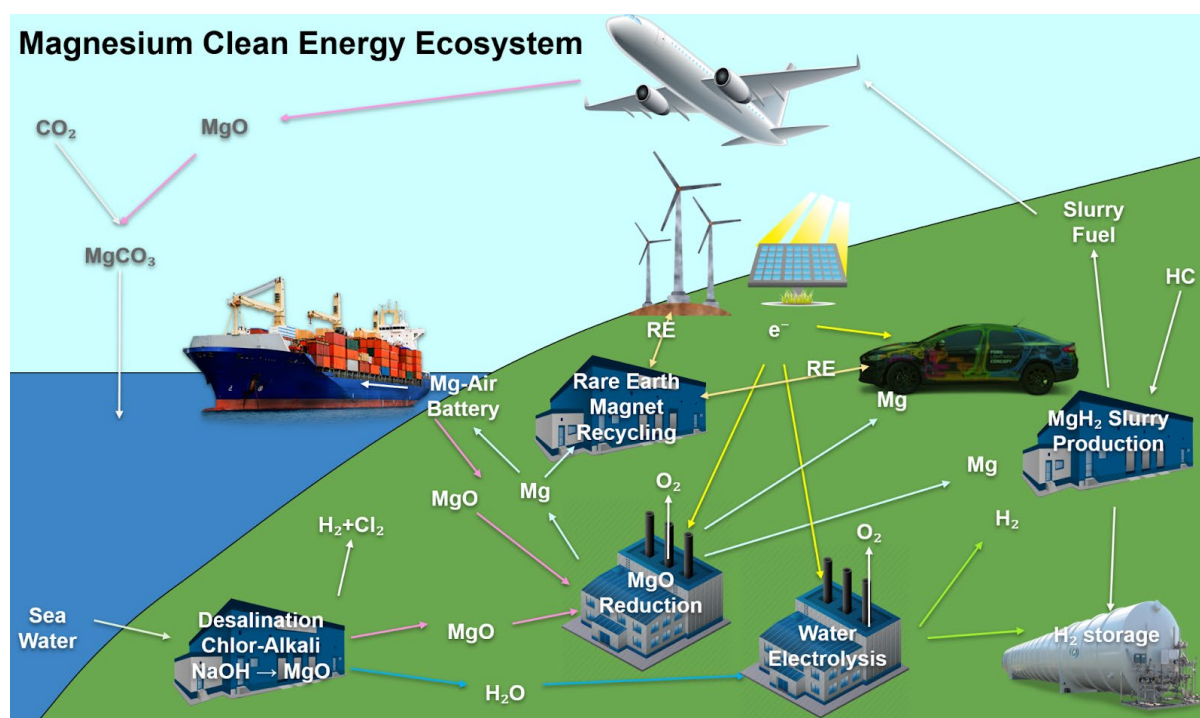 Magnesium Clean Energy Ecosystem
CO₂
MgO
MgCO₃
Slurry
Fuel
HC
RE
e⁻
RE
Mg-Air
Battery
Rare Earth
Magnet
Recycling
Mg
MgH₂ Slurry
Production
Mg
MgO
Mg
O₂
H₂+Cl₂
H₂
O₂
MgO
Reduction
Sea
Water
Desalination
Chlor-Alkali
NaOH → MgO
MgO
Water
Electrolysis
H₂ storage
H₂O